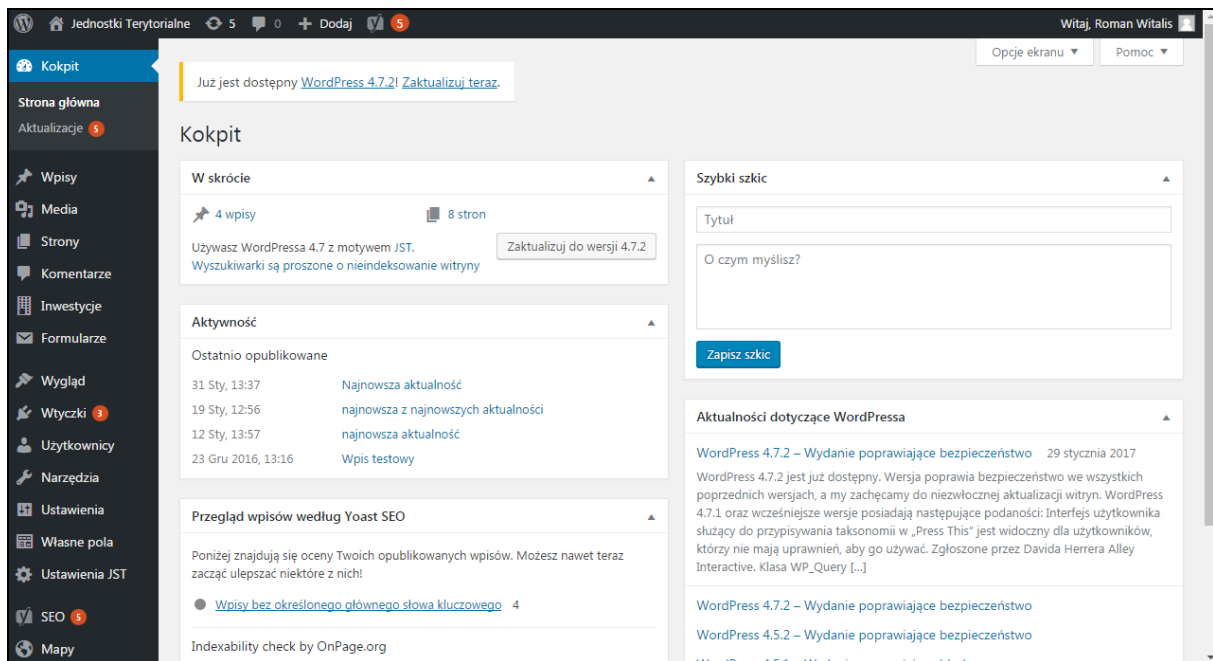 Jednostki Terytorialne 5 0 + Dodaj 5 Witaj, Roman Witalis
Opcje ekranu ▼ Pomoc ▼
Kokpit
Strona główna
Aktualizacje 5
Wpisy
Media
Strony
Komentarze
Inwestycje
Formularze
Wygląd
Wtyczki 3
Użytkownicy
Narzędzia
Ustawienia
Własne pola
Ustawienia JST
SEO 5
Mapy
Już jest dostępny WordPress 4.7.2! Zaktualizuj teraz.
Kokpit
W skrócie
4 wpisy 8 stron
Używasz WordPressa 4.7 z motywem JST. Zaktualizuj do wersji 4.7.2
Wyszukiwarki są proszone o nieindeksowanie witryny
Aktywność
Ostatnio opublikowane
31 Sty, 13:37 Najnowsza aktualność
19 Sty, 12:56 najnowsza z najnowszych aktualności
12 Sty, 13:57 najnowsza aktualność
23 Gru 2016, 13:16 Wpis testowy
Przegląd wpisów według Yoast SEO
Poniżej znajdują się oceny Twoich opublikowanych wpisów. Możesz nawet teraz
zacząć ulepszać niektóre z nich!
Wpisy bez określonego głównego słowa kluczowego 4
Indexability check by OnPage.org
Szybki szkic
Tytuł
O czym myślisz?
Zapisz szkic
Aktualności dotyczące WordPressa
WordPress 4.7.2 – Wydanie poprawiające bezpieczeństwo 29 stycznia 2017
WordPress 4.7.2 jest już dostępny. Wersja poprawia bezpieczeństwo we wszystkich
poprzednich wersjach, a my zachęcamy do niezwłocznej aktualizacji witryn. WordPress
4.7.1 oraz wcześniejsze wersje posiadają następujące podaności: Interfejs użytkownika
służący do przypisywania taksonomii w „Press This" jest widoczny dla użytkowników,
którzy nie mają uprawnień, aby go używać. Zgłoszone przez Davida Herrera Alley
Interactive. Klasa WP_Query [...]
WordPress 4.7.2 – Wydanie poprawiające bezpieczeństwo
WordPress 4.5.2 – Wydanie poprawiające bezpieczeństwo